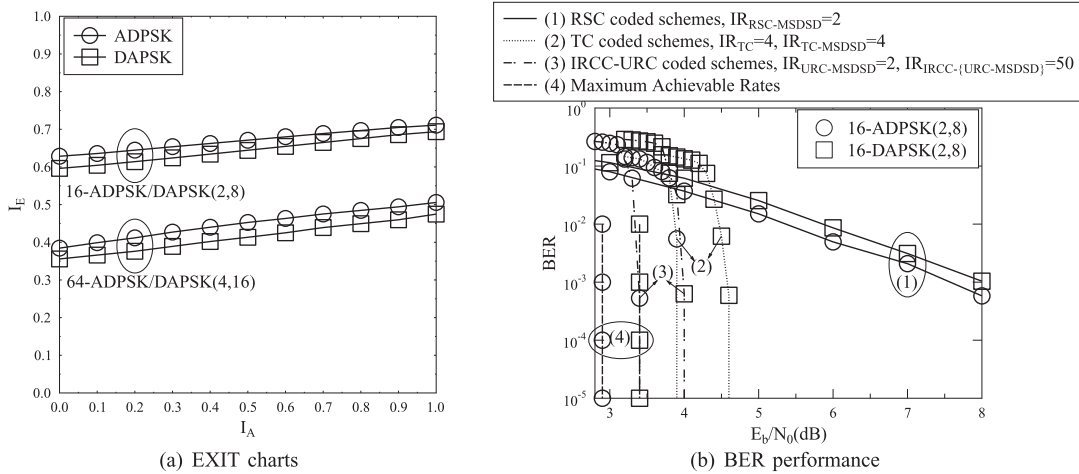 1.0
0.9
0.8
0.7
0.6
0.5
0.4
0.3
0.2
0.1
0.0
I_E
ADPSK
DAPSK
16-ADPSK/DAPSK(2,8)
64-ADPSK/DAPSK(4,16)
0.0 0.1 0.2 0.3 0.4 0.5 0.6 0.7 0.8 0.9 1.0
I_A
(a) EXIT charts
(1) RSC coded schemes, IR_RSC-MSDSD=2
(2) TC coded schemes, IR_TC=4, IR_TC-MSDSD=4
(3) IRCC-URC coded schemes, IR_URC-MSDSD=2, IR_IRCC-{URC-MSDSD}=50
(4) Maximum Achievable Rates
10^0
10^-1
10^-2
10^-3
10^-4
10^-5
BER
16-ADPSK(2,8)
16-DAPSK(2,8)
(2)
(3)
(1)
(4)
3 4 5 6 7 8
E_b/N_0(dB)
(b) BER performance